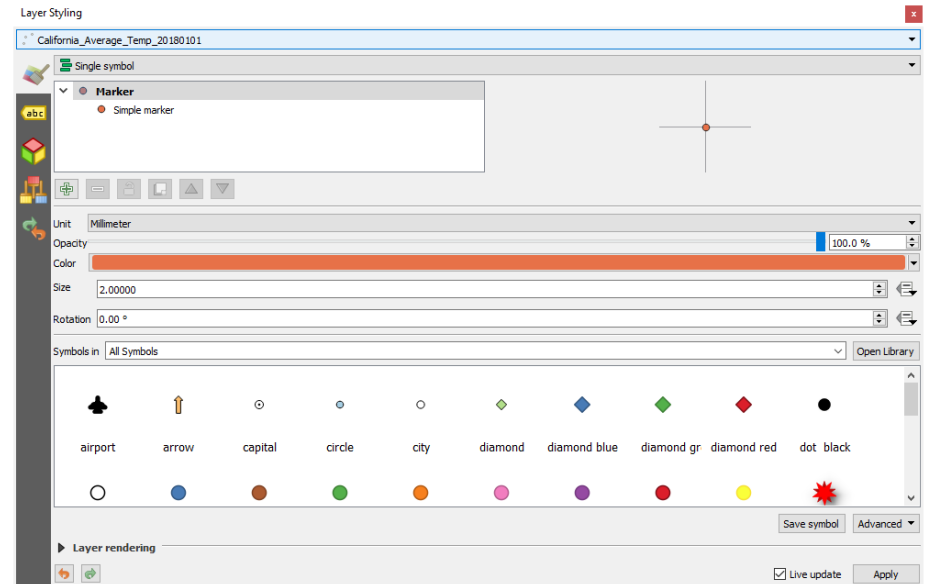 Layer Styling
x
California_Average_Temp_20180101
Single symbol
Marker
Simple marker
abc
Unit Millimeter
Opacity 100.0 %
Color
Size 2.00000
Rotation 0.00 °
Symbols in All Symbols Open Library
airport arrow capital circle city diamond diamond blue diamond gr diamond red dot black
Save symbol Advanced
Layer rendering
Live update Apply